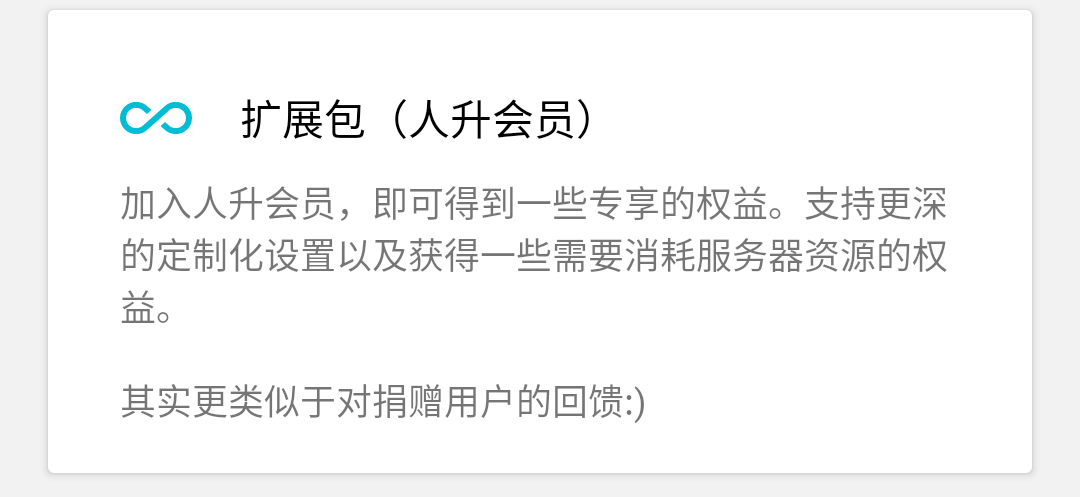 扩展包（人升会员）
加入人升会员，即可得到一些专享的权益。支持更深
的定制化设置以及获得一些需要消耗服务器资源的权
益。
其实更类似于对捐赠用户的回馈:)